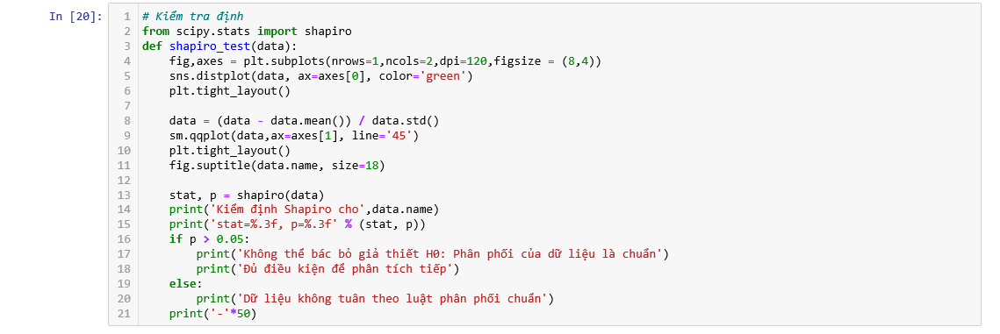 In [20]:
1 # Kiểm tra định
2 from scipy.stats import shapiro
3 def shapiro_test(data):
4     fig,axes = plt.subplots(nrows=1,ncols=2,dpi=120,figsize = (8,4))
5     sns.distplot(data, ax=axes[0], color='green')
6     plt.tight_layout()
7
8     data = (data - data.mean()) / data.std()
9     sm.qqplot(data,ax=axes[1], line='45')
10     plt.tight_layout()
11     fig.suptitle(data.name, size=18)
12
13     stat, p = shapiro(data)
14     print('Kiểm định Shapiro cho',data.name)
15     print('stat=%.3f, p=%.3f' % (stat, p))
16     if p > 0.05:
17         print('Không thể bác bỏ giả thiết H0: Phân phối của dữ liệu là chuẩn')
18         print('Đủ điều kiện để phân tích tiếp')
19     else:
20         print('Dữ liệu không tuân theo luật phân phối chuẩn')
21     print('-'*50)